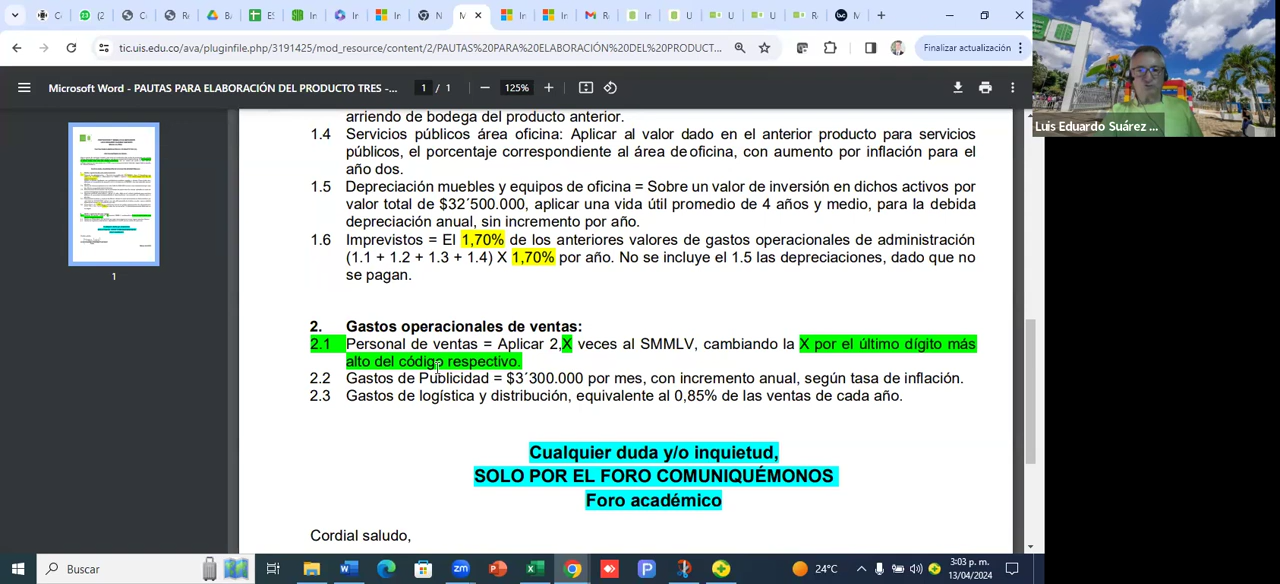 Finalizar actualización
tic.uis.edu.co/ava/pluginfile.php/3191425/mod_resource/content/2/PAUTAS%20PARA%20ELABORACIÓN%20DEL%20PRODUCT...
Microsoft Word - PAUTAS PARA ELABORACIÓN DEL PRODUCTO TRES -...
1 / 1
125%
Luis Eduardo Suárez ...
1
arriendo de bodega del producto anterior.
1.4 Servicios públicos área oficina: Aplicar al valor dado en el anterior producto para servicios
públicos, el porcentaje correspondiente al área de oficina, con aumento por inflación para el
segundo año.
1.5 Depreciación muebles y equipos de oficina = Sobre un valor de inversión en dichos activos por
total de $22´500.000 aplicar una vida útil promedio de 4 años y medio, para la debida
depreciación en línea recta por año.
1.6 Imprevistos = El 1,70% de los anteriores valores de gastos operacionales de administración
(1.1 + 1.2 + 1.3 + 1.4) X 1,70% por año. No se incluye el 1.5 las depreciaciones, dado que no
se pagan.
2. Gastos operacionales de ventas:
2.1 Personal de ventas = Aplicar 2,X veces al SMMLV, cambiando la X por el último dígito más
alto del código respectivo.
2.2 Gastos de Publicidad = $3´300.000 por mes, con incremento anual, según tasa de inflación.
2.3 Gastos de logística y distribución, equivalente al 0,85% de las ventas de cada año.
Cualquier duda y/o inquietud,
SOLO POR EL FORO COMUNIQUÉMONOS
Foro académico
Cordial saludo,
Buscar
24°C
3:03 p. m.
13/04/2024